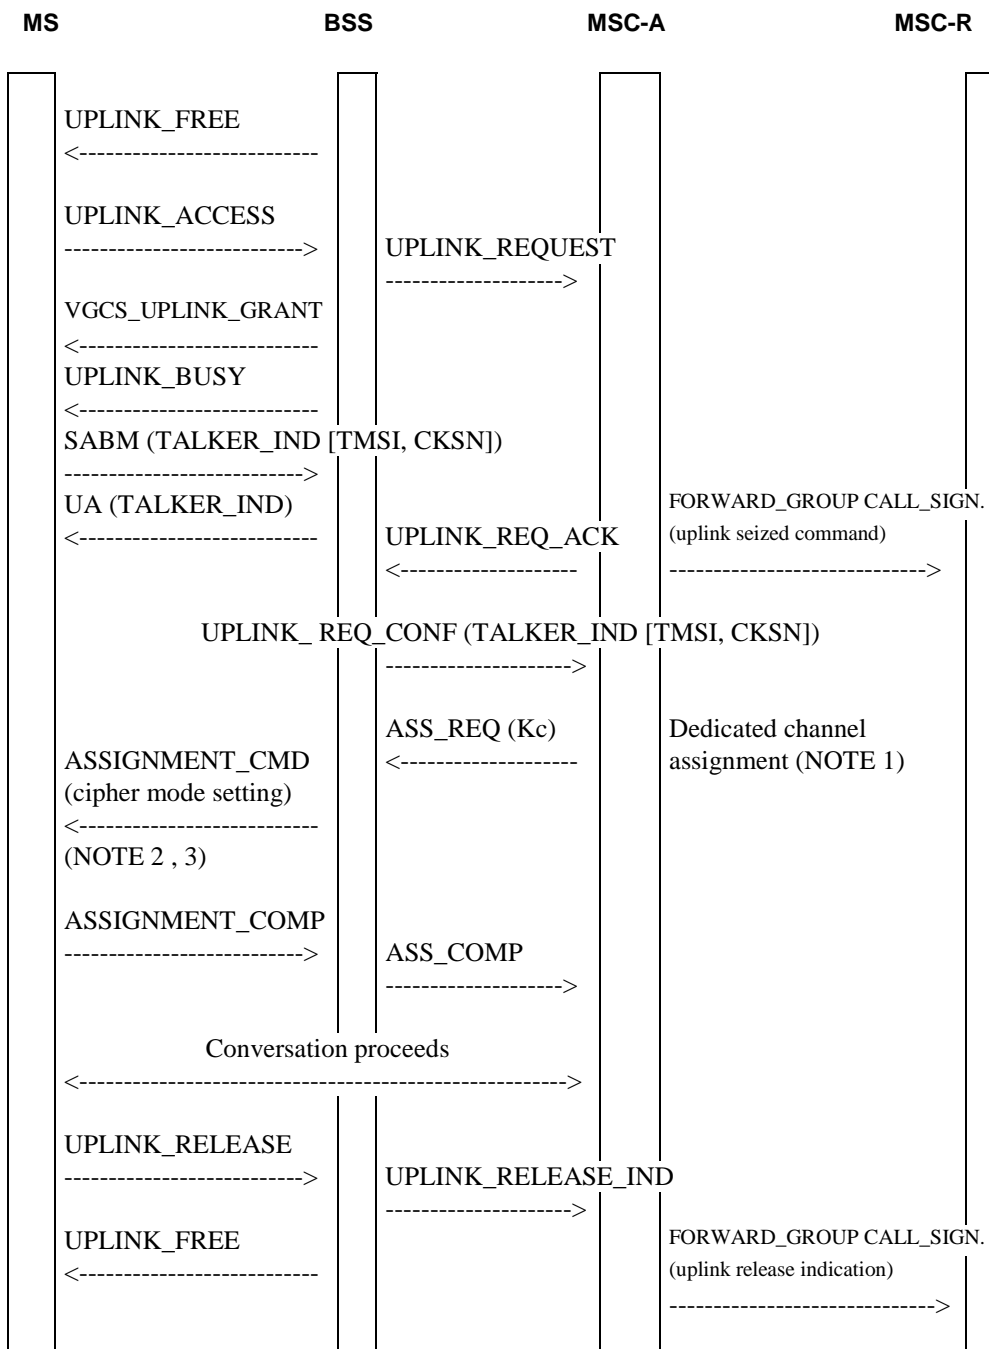 MS BSS MSC-A MSC-R
UPLINK_FREE
<---------------------------
UPLINK_ACCESS
---------------------------> UPLINK_REQUEST
-------------------->
VGCS_UPLINK_GRANT
<---------------------------
UPLINK_BUSY
<---------------------------
SABM (TALKER_IND [TMSI, CKSN])
--------------------------->
UA (TALKER_IND) FORWARD_GROUP CALL_SIGN.
<--------------------------- UPLINK_REQ_ACK (uplink seized command)
<-------------------- ----------------------------->
UPLINK_ REQ_CONF (TALKER_IND [TMSI, CKSN])
--------------------->
ASS_REQ (Kc) Dedicated channel
ASSIGNMENT_CMD <-------------------- assignment (NOTE 1)
(cipher mode setting)
<---------------------------
(NOTE 2 , 3)
ASSIGNMENT_COMP
---------------------------> ASS_COMP
-------------------->
Conversation proceeds
<------------------------------------------------------->
UPLINK_RELEASE
---------------------------> UPLINK_RELEASE_IND
--------------------->
UPLINK_FREE FORWARD_GROUP CALL_SIGN.
<--------------------------- (uplink release indication)
------------------------------>